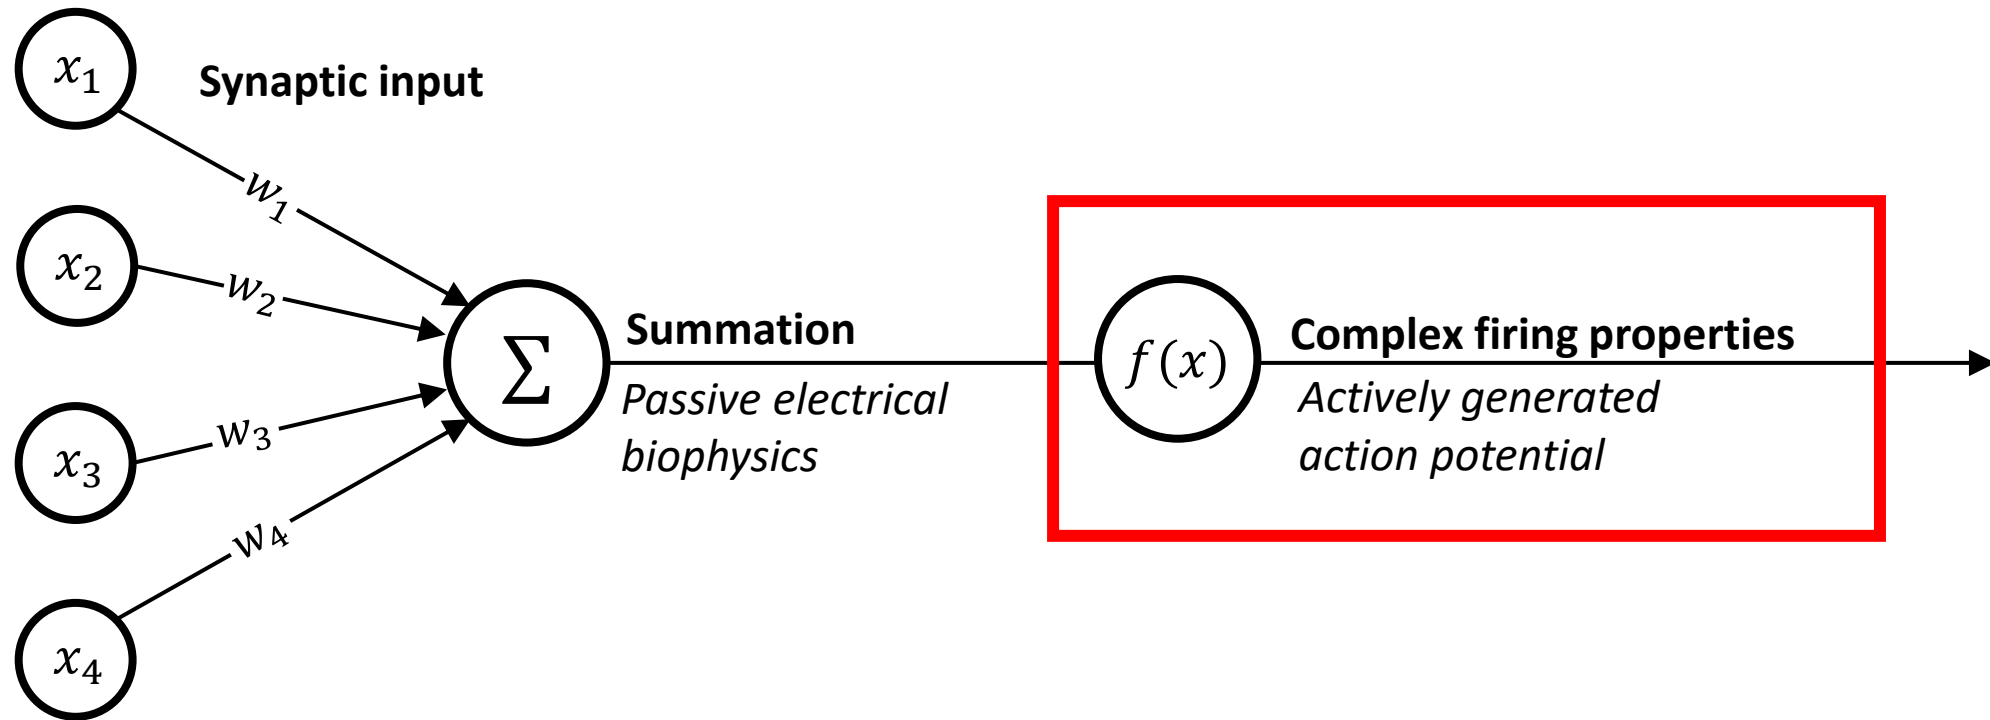 x₁
Synaptic input
w₁
x₂
w₂
∑
Summation
Passive electrical
biophysics
f(x)
Complex firing properties
Actively generated
action potential
x₃
w₃
w₄
x₄